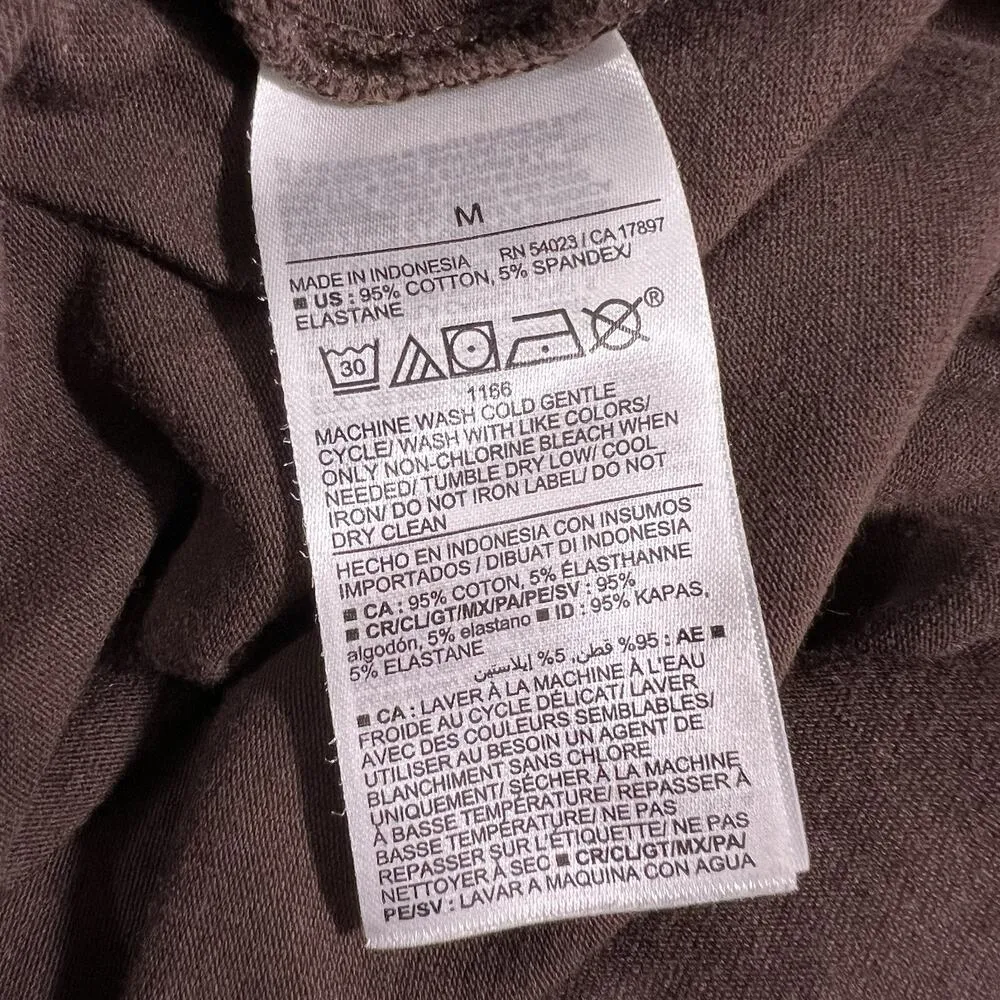 M
MADE IN INDONESIA RN 54023 / CA 17897
■ US : 95% COTTON, 5% SPANDEX/
ELASTANE
30 ®
1166
MACHINE WASH COLD GENTLE
CYCLE/ WASH WITH LIKE COLORS/
ONLY NON-CHLORINE BLEACH WHEN
NEEDED/ TUMBLE DRY LOW/ COOL
IRON/ DO NOT IRON LABEL/ DO NOT
DRY CLEAN
HECHO EN INDONESIA CON INSUMOS
IMPORTADOS / DIBUAT DI INDONESIA
■ CA : 95% COTON, 5% ÉLASTHANNE
■ CR/CL/GT/MX/PA/PE/SV : 95%
algodón, 5% elastano ■ ID : 95% KAPAS,
5% ELASTANE
■ AE : 95% قطن, 5% إيلاستين
■ CA : LAVER À LA MACHINE À L'EAU
FROIDE AU CYCLE DÉLICAT/ LAVER
AVEC DES COULEURS SEMBLABLES/
UTILISER AU BESOIN UN AGENT DE
BLANCHIMENT SANS CHLORE
UNIQUEMENT/ SÉCHER À LA MACHINE
À BASSE TEMPÉRATURE/ REPASSER À
BASSE TEMPÉRATURE/ NE PAS
REPASSER SUR L'ÉTIQUETTE/ NE PAS
NETTOYER À SEC ■ CR/CL/GT/MX/PA/
PE/SV : LAVAR A MAQUINA CON AGUA